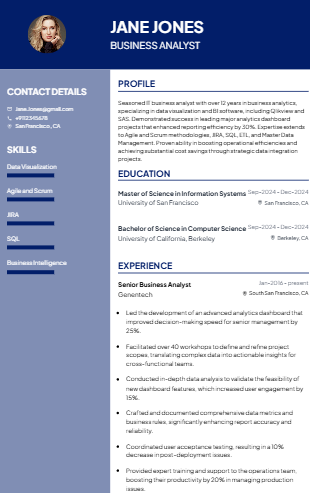 JANE JONES
BUSINESS ANALYST
CONTACT DETAILS
Jane.Jones@gmail.com
San Francisco, CA
SKILLS
Data Visualization
Agile and Scrum
JIRA
SQL
Business Intelligence
PROFILE
Seasoned IT business analyst with over 12 years in business analytics,
specializing in data visualization and BI software, including Qlikview and
SAS. Demonstrated success in leading major analytics dashboard
projects that enhanced reporting efficiency by 30%. Expertise extends
to Agile and Scrum methodologies, JIRA, SQL, ETL, and Master Data
Management. Proven ability in boosting operational efficiencies and
achieving substantial cost savings through strategic data integration
projects.
EDUCATION
Master of Science in Information Systems Sep-2024 - Dec-2024
University of San Francisco San Francisco, CA
Bachelor of Science in Computer Science Sep-2024 - Dec-2024
University of California, Berkeley Berkeley, CA
EXPERIENCE
Senior Business Analyst Jan-2016 - present
Genentech South San Francisco, CA
• Led the development of an advanced analytics dashboard that
improved decision-making speed for senior management by
25%.
• Facilitated over 40 workshops to define and refine project
scopes, translating complex data into actionable insights for
cross-functional teams.
• Conducted in-depth data analysis to validate the feasibility of
new dashboard features, which increased user engagement by
15%.
• Crafted and documented comprehensive data metrics and
business rules, significantly enhancing report accuracy and
reliability.
• Coordinated user acceptance testing, resulting in a 10%
decrease in post-deployment issues.
• Provided expert training and support to the operations team,
boosting their productivity by 20% in managing production
issues.